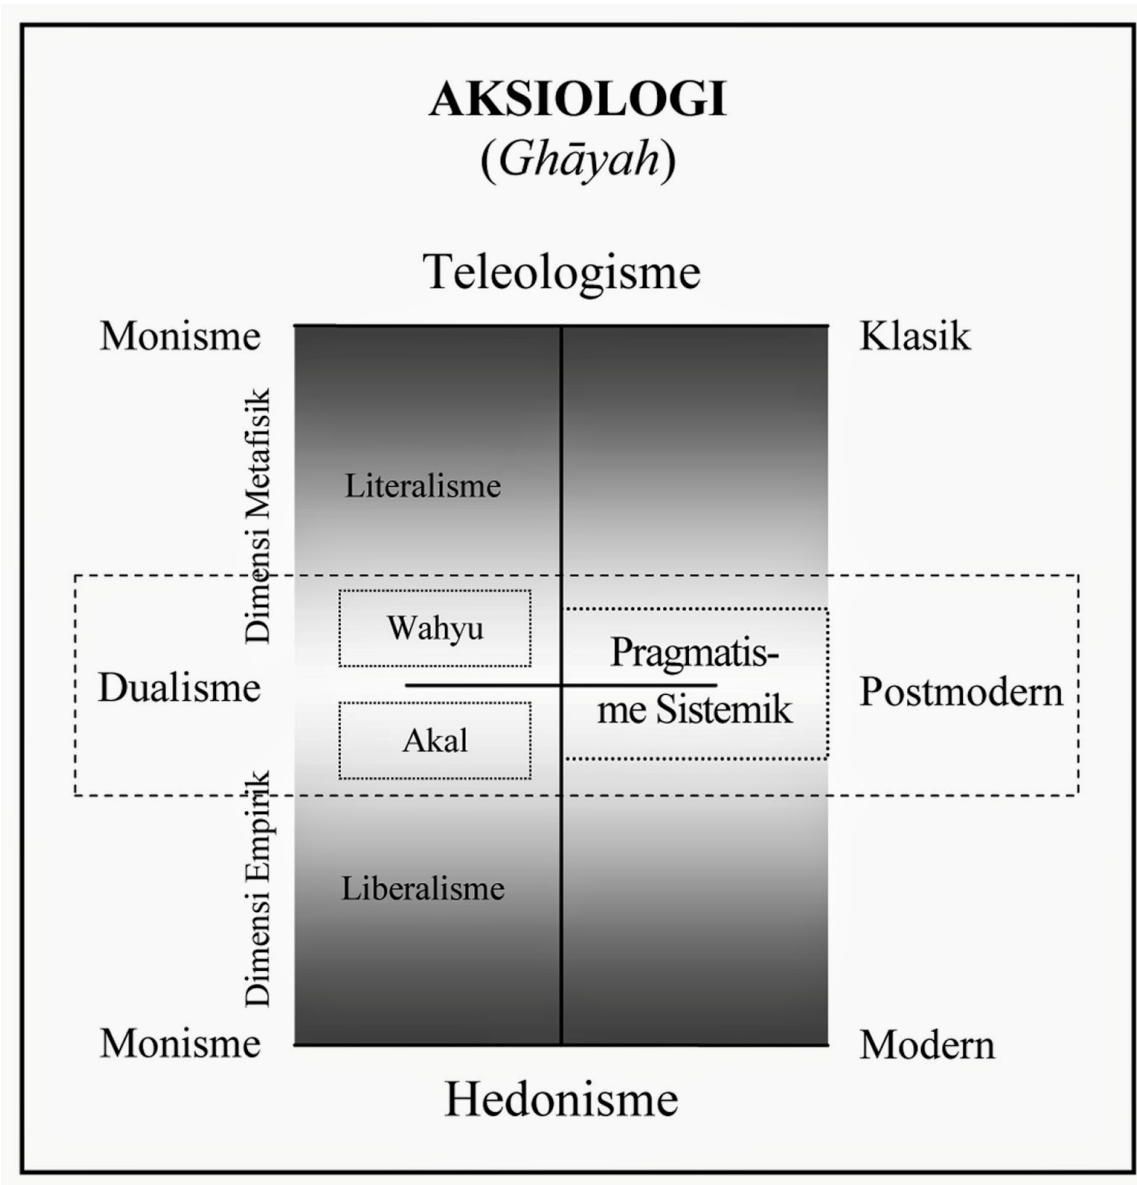 AKSIOLOGI
(Ghāyah)
Teleologisme
Monisme
Klasik
Dimensi Metafisik
Literalisme
Wahyu
Pragmatis-
Dualisme
me Sistemik
Postmodern
Akal
Dimensi Empirik
Liberalisme
Monisme
Modern
Hedonisme